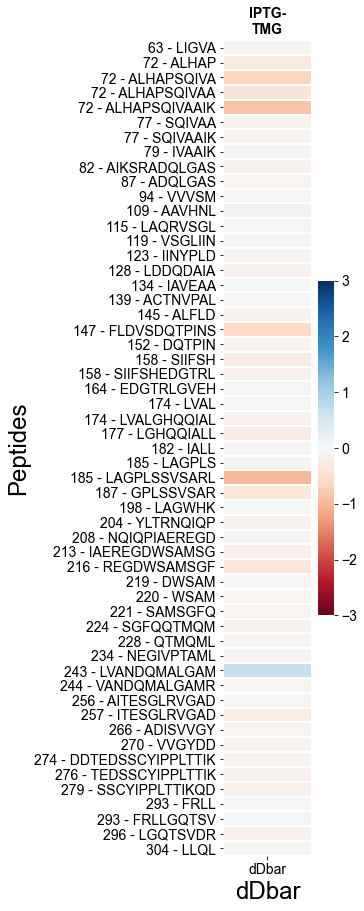 IPTG-
TMG
63 - LIGVA
72 - ALHAP
72 - ALHAPSQIVA
72 - ALHAPSQIVAA
72 - ALHAPSQIVAAIK
77 - SQIVAA
77 - SQIVAAIK
79 - IVAAIK
82 - AIKSRADQLGAS
87 - ADQLGAS
94 - VVVSM
109 - AAVHNL
115 - LAQRVSGL
119 - VSGLIIN
123 - IINYPLD
128 - LDDQDAIA
134 - IAVEAA
139 - ACTNVPAL
145 - ALFLD
147 - FLDVSDQTPINS
152 - DQTPIN
158 - SIIFSH
158 - SIIFSHEDGTRL
164 - EDGTRLGVEH
174 - LVAL
174 - LVALGHQQIAL
177 - LGHQQIALL
182 - IALL
185 - LAGPLS
185 - LAGPLSSVSARL
187 - GPLSSVSAR
198 - LAGWHK
204 - YLTRNQIQP
208 - NQIQPIAEREGD
213 - IAEREGDWSAMSG
216 - REGDWSAMSGF
219 - DWSAM
220 - WSAM
221 - SAMSGFQ
224 - SGFQQTMQM
228 - QTMQML
234 - NEGIVPTAML
243 - LVANDQMALGAM
244 - VANDQMALGAMR
256 - AITESGLRVGAD
257 - ITESGLRVGAD
266 - ADISVVGY
270 - VVGYDD
274 - DDTEDSSCYIPPLTTIK
276 - TEDSSCYIPPLTTIK
279 - SSCYIPPLTTIKQD
293 - FRLL
293 - FRLLGQTSV
296 - LGQTSVDR
304 - LLQL
Peptides
dDbar
dDbar
3
2
1
0
−1
−2
−3